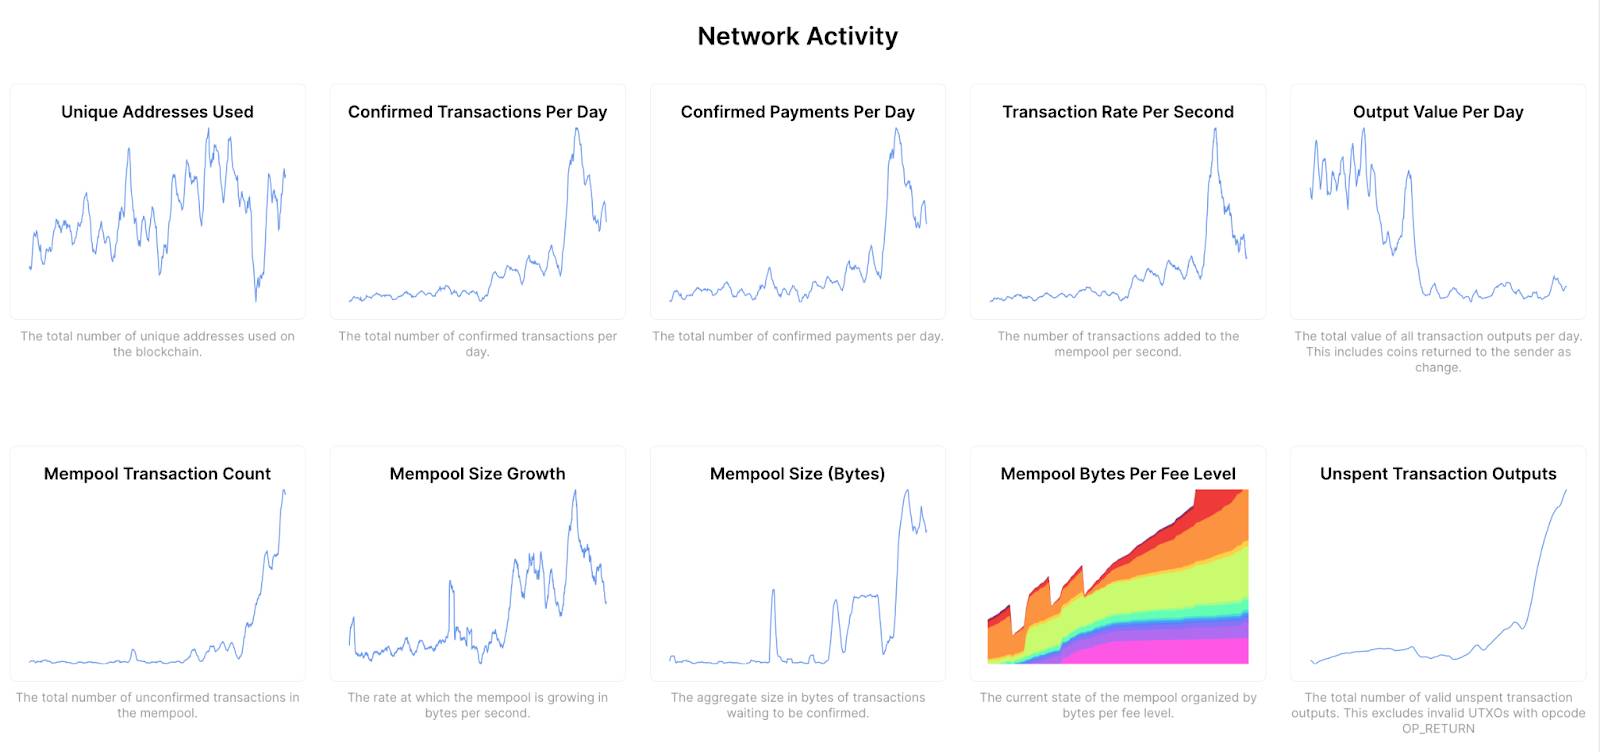 Network Activity
Unique Addresses Used
The total number of unique addresses used on
the blockchain.
Confirmed Transactions Per Day
The total number of confirmed transactions per
day.
Confirmed Payments Per Day
The total number of confirmed payments per day.
Transaction Rate Per Second
The number of transactions added to the
mempool per second.
Output Value Per Day
The total value of all transaction outputs per day.
This includes coins returned to the sender as
change.
Mempool Transaction Count
The total number of unconfirmed transactions in
the mempool.
Mempool Size Growth
The rate at which the mempool is growing in
bytes per second.
Mempool Size (Bytes)
The aggregate size in bytes of transactions
waiting to be confirmed.
Mempool Bytes Per Fee Level
The current state of the mempool organized by
bytes per fee level.
Unspent Transaction Outputs
The total number of valid unspent transaction
outputs. This excludes invalid UTXOs with opcode
OP_RETURN